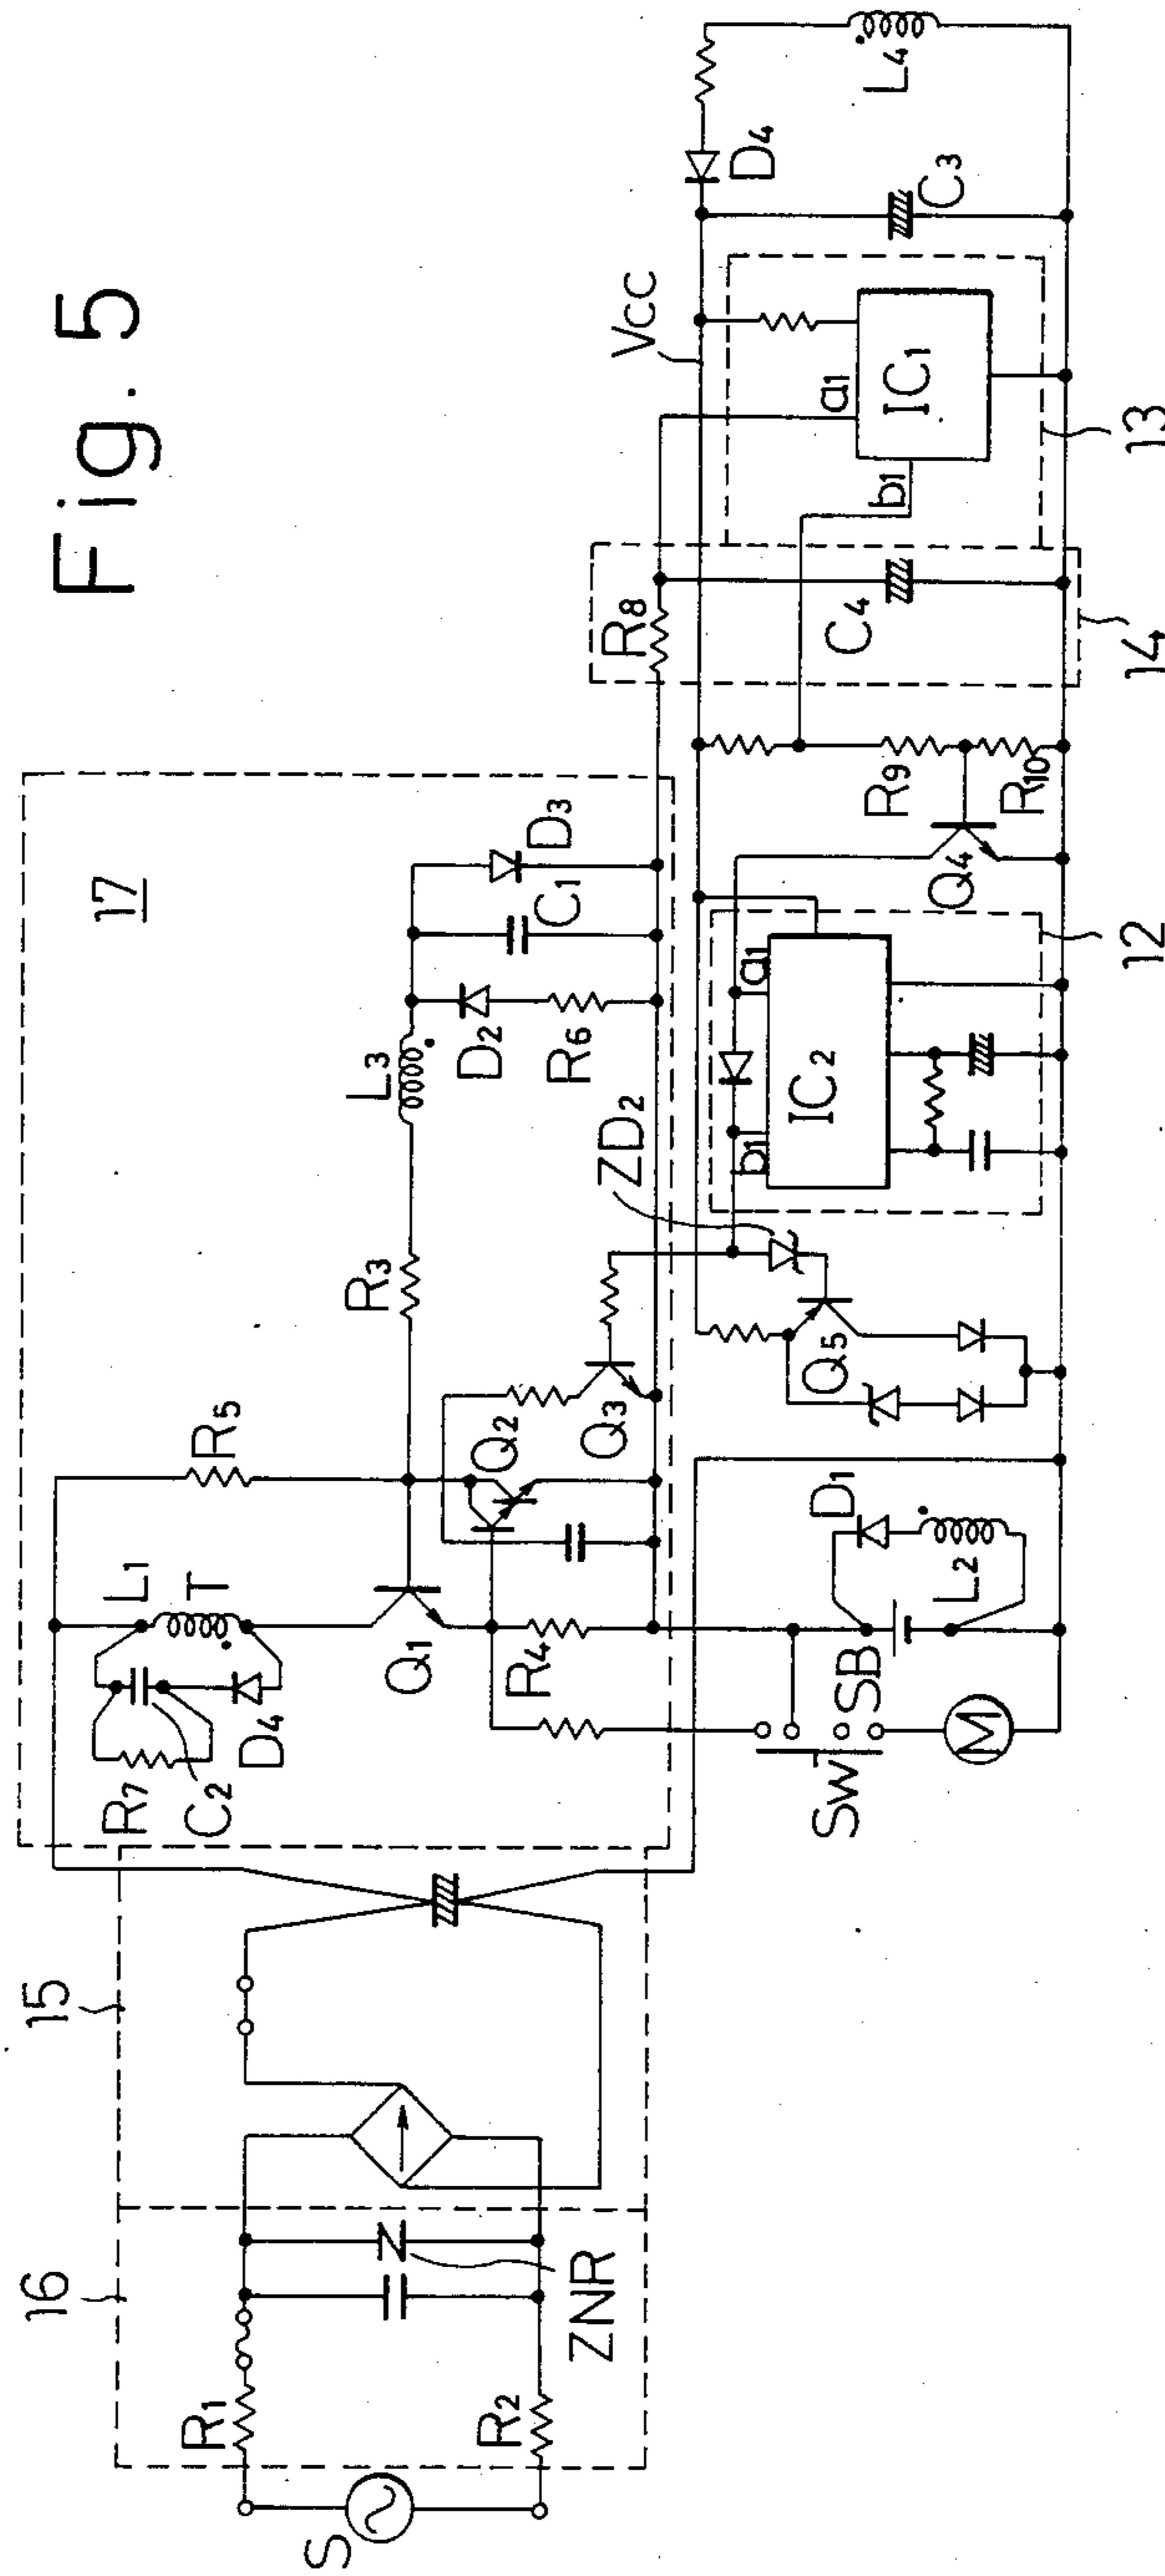 Fig. 5
S
R1
R2
ZNR
16
15
17
R7
C2
D4
L1
T
Q1
R4
R5
Q2
Q3
R3
L3
D2
R6
C1
D3
ZD2
SW
SB
M
D1
L2
Q5
b1
a1
IC2
12
Q4
R9
R10
R8
C4
14
VCC
a1
b1
IC1
13
C3
D4
L4